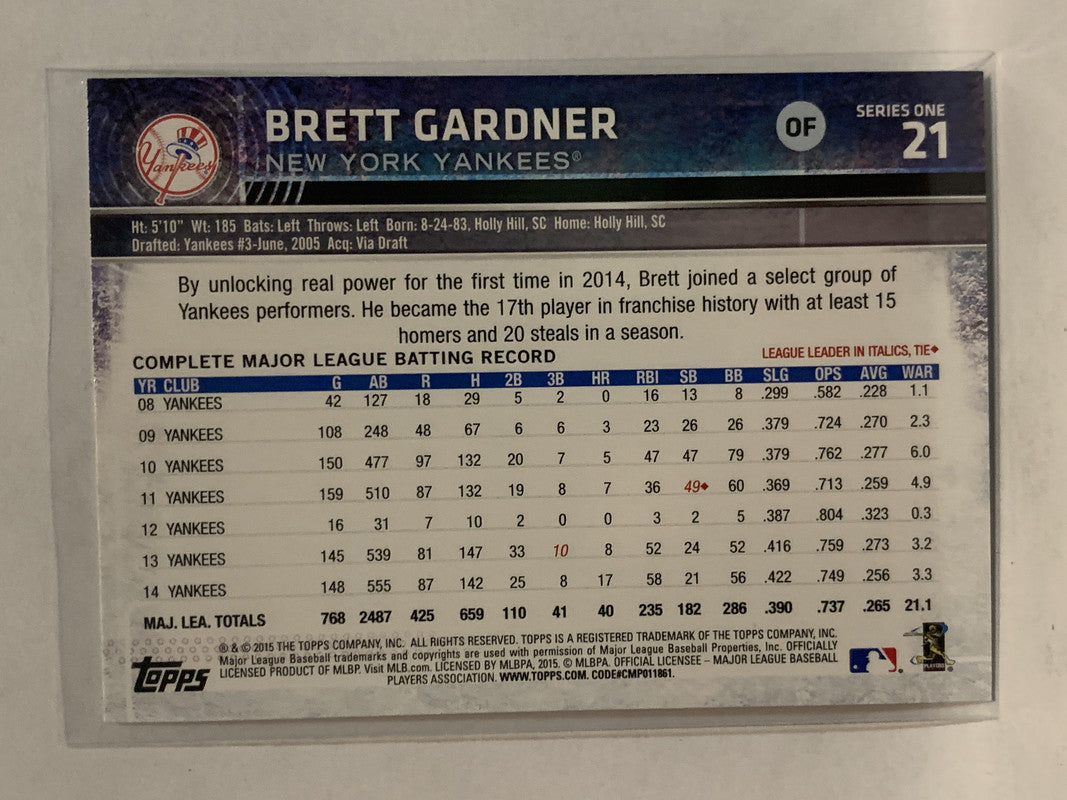 Yankees
BRETT GARDNER
NEW YORK YANKEES®
OF
SERIES ONE
21
Ht: 5'10" Wt: 185 Bats: Left Throws: Left Born: 8-24-83, Holly Hill, SC Home: Holly Hill, SC
Drafted: Yankees #3-June, 2005 Acq: Via Draft
By unlocking real power for the first time in 2014, Brett joined a select group of
Yankees performers. He became the 17th player in franchise history with at least 15
homers and 20 steals in a season.
COMPLETE MAJOR LEAGUE BATTING RECORD LEAGUE LEADER IN ITALICS, TIE◆
YR CLUB G AB R H 2B 3B HR RBI SB BB SLG OPS AVG WAR
08 YANKEES 42 127 18 29 5 2 0 16 13 8 .299 .582 .228 1.1
09 YANKEES 108 248 48 67 6 6 3 23 26 26 .379 .724 .270 2.3
10 YANKEES 150 477 97 132 20 7 5 47 47 79 .379 .762 .277 6.0
11 YANKEES 159 510 87 132 19 8 7 36 49◆ 60 .369 .713 .259 4.9
12 YANKEES 16 31 7 10 2 0 0 3 2 5 .387 .804 .323 0.3
13 YANKEES 145 539 81 147 33 10 8 52 24 52 .416 .759 .273 3.2
14 YANKEES 148 555 87 142 25 8 17 58 21 56 .422 .749 .256 3.3
MAJ. LEA. TOTALS 768 2487 425 659 110 41 40 235 182 286 .390 .737 .265 21.1
Topps
® & © 2015 THE TOPPS COMPANY, INC. ALL RIGHTS RESERVED. TOPPS IS A REGISTERED TRADEMARK OF THE TOPPS COMPANY, INC.
Major League Baseball trademarks and copyrights are used with permission of Major League Baseball Properties, Inc. OFFICIALLY
LICENSED PRODUCT OF MLBP. Visit MLB.com. LICENSED BY MLBPA, 2015. © MLBPA. OFFICIAL LICENSEE – MAJOR LEAGUE BASEBALL
PLAYERS ASSOCIATION. WWW.TOPPS.COM. CODE#CMP011861.
PLAYERS